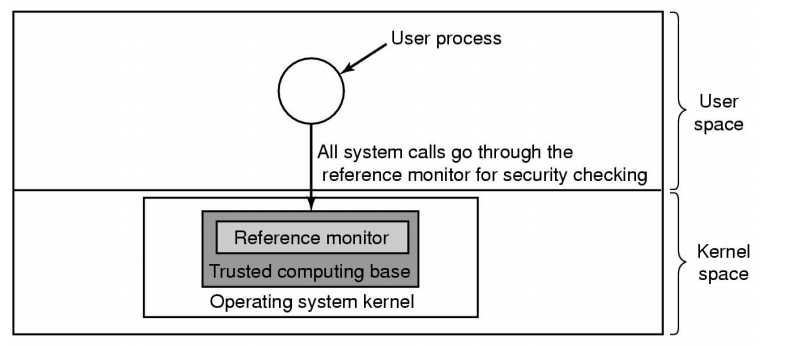 User process
User
space
All system calls go through the
reference monitor for security checking
Reference monitor
Trusted computing base
Operating system kernel
Kernel
space